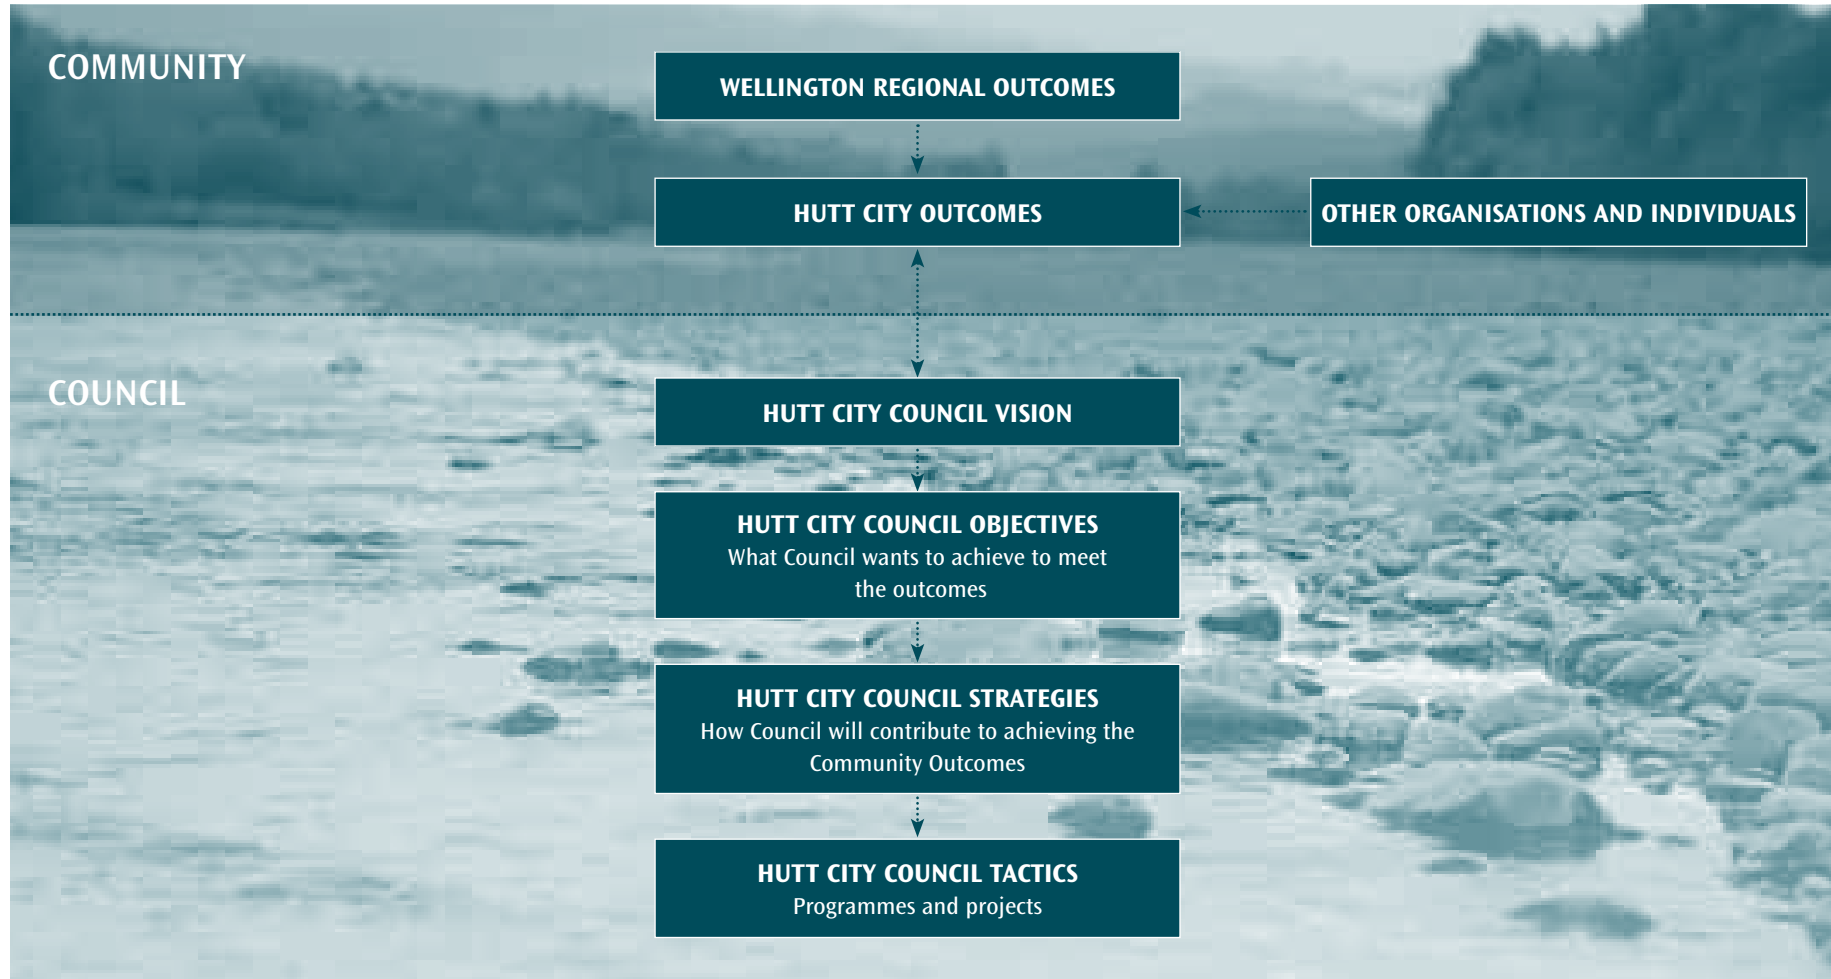 COMMUNITY
WELLINGTON REGIONAL OUTCOMES
HUTT CITY OUTCOMES
OTHER ORGANISATIONS AND INDIVIDUALS
COUNCIL
HUTT CITY COUNCIL VISION
HUTT CITY COUNCIL OBJECTIVES
What Council wants to achieve to meet
the outcomes
HUTT CITY COUNCIL STRATEGIES
How Council will contribute to achieving the
Community Outcomes
HUTT CITY COUNCIL TACTICS
Programmes and projects